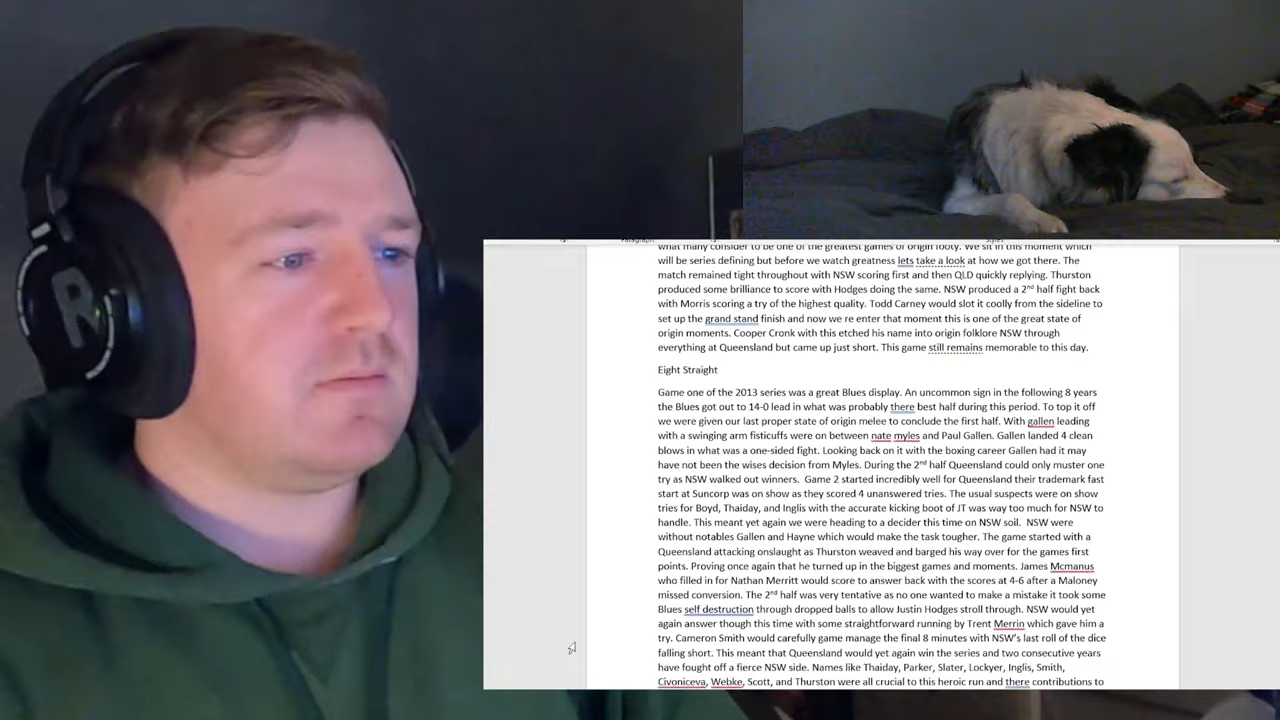 Paragraph Styles
what many consider to be one of the greatest games of origin footy. We sit in this moment which
will be series defining but before we watch greatness lets take a look at how we got there. The
match remained tight throughout with NSW scoring first and then QLD quickly replying. Thurston
produced some brilliance to score with Hodges doing the same. NSW produced a 2nd half fight back
with Morris scoring a try of the highest quality. Todd Carney would slot it coolly from the sideline to
set up the grand stand finish and now we re enter that moment this is one of the great state of
origin moments. Cooper Cronk with this etched his name into origin folklore NSW through
everything at Queensland but came up just short. This game still remains memorable to this day.
Eight Straight
Game one of the 2013 series was a great Blues display. An uncommon sign in the following 8 years
the Blues got out to 14-0 lead in what was probably there best half during this period. To top it off
we were given our last proper state of origin melee to conclude the first half. With gallen leading
with a swinging arm fisticuffs were on between nate myles and Paul Gallen. Gallen landed 4 clean
blows in what was a one-sided fight. Looking back on it with the boxing career Gallen had it may
have not been the wises decision from Myles. During the 2nd half Queensland could only muster one
try as NSW walked out winners. Game 2 started incredibly well for Queensland their trademark fast
start at Suncorp was on show as they scored 4 unanswered tries. The usual suspects were on show
tries for Boyd, Thaiday, and Inglis with the accurate kicking boot of JT was way too much for NSW to
handle. This meant yet again we were heading to a decider this time on NSW soil. NSW were
without notables Gallen and Hayne which would make the task tougher. The game started with a
Queensland attacking onslaught as Thurston weaved and barged his way over for the games first
points. Proving once again that he turned up in the biggest games and moments. James Mcmanus
who filled in for Nathan Merritt would score to answer back with the scores at 4-6 after a Maloney
missed conversion. The 2nd half was very tentative as no one wanted to make a mistake it took some
Blues self destruction through dropped balls to allow Justin Hodges stroll through. NSW would yet
again answer though this time with some straightforward running by Trent Merrin which gave him a
try. Cameron Smith would carefully game manage the final 8 minutes with NSW's last roll of the dice
falling short. This meant that Queensland would yet again win the series and two consecutive years
have fought off a fierce NSW side. Names like Thaiday, Parker, Slater, Lockyer, Inglis, Smith,
Civoniceva, Webke, Scott, and Thurston were all crucial to this heroic run and there contributions to